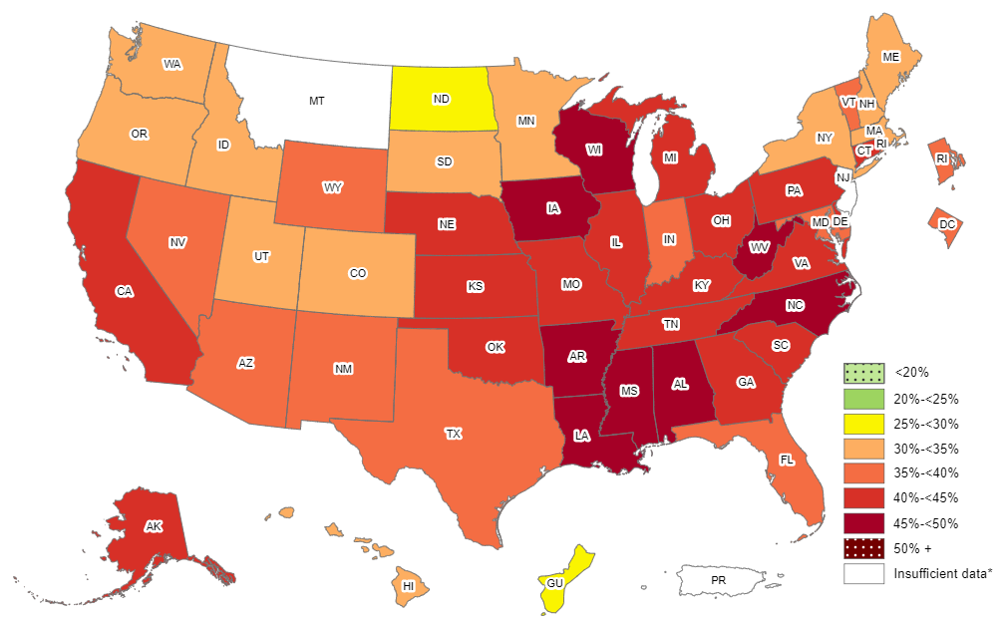 WA
MT
ND
MN
ME
OR
ID
SD
WI
MI
VT
NH
NY
MA
CT
RI
RI
WY
NE
IA
PA
NJ
NV
UT
CO
IL
IN
OH
MD
DE
DC
WV
VA
CA
KS
MO
KY
NC
AZ
NM
OK
AR
TN
SC
TX
LA
MS
AL
GA
FL
AK
HI
GU
PR
<20%
20%-<25%
25%-<30%
30%-<35%
35%-<40%
40%-<45%
45%-<50%
50% +
Insufficient data*